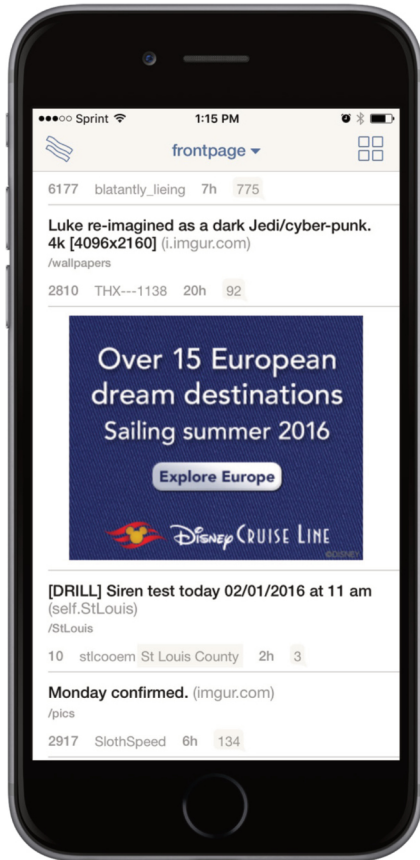 Sprint 1:15 PM
frontpage
6177 blatantly_lieing 7h 775
Luke re-imagined as a dark Jedi/cyber-punk.
4k [4096x2160] (i.imgur.com)
/wallpapers
2810 THX---1138 20h 92
Over 15 European
dream destinations
Sailing summer 2016
Explore Europe
Disney CRUISE LINE
©DISNEY
[DRILL] Siren test today 02/01/2016 at 11 am
(self.StLouis)
/StLouis
10 stlcooem St Louis County 2h 3
Monday confirmed. (imgur.com)
/pics
2917 SlothSpeed 6h 134